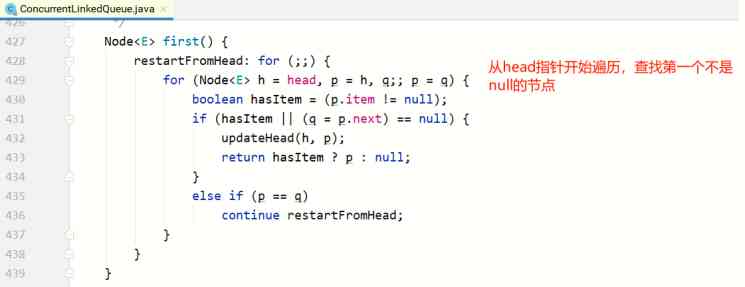 ConcurrentLinkedQueue.java ×
426 */
427 Node<E> first() {
428 restartFromHead: for (;;) {
429 for (Node<E> h = head, p = h, q;; p = q) {
430 boolean hasItem = (p.item != null);
431 if (hasItem || (q = p.next) == null) {
432 updateHead(h, p);
433 return hasItem ? p : null;
434 }
435 else if (p == q)
436 continue restartFromHead;
437 }
438 }
439 }
从head指针开始遍历，查找第一个不是
null的节点